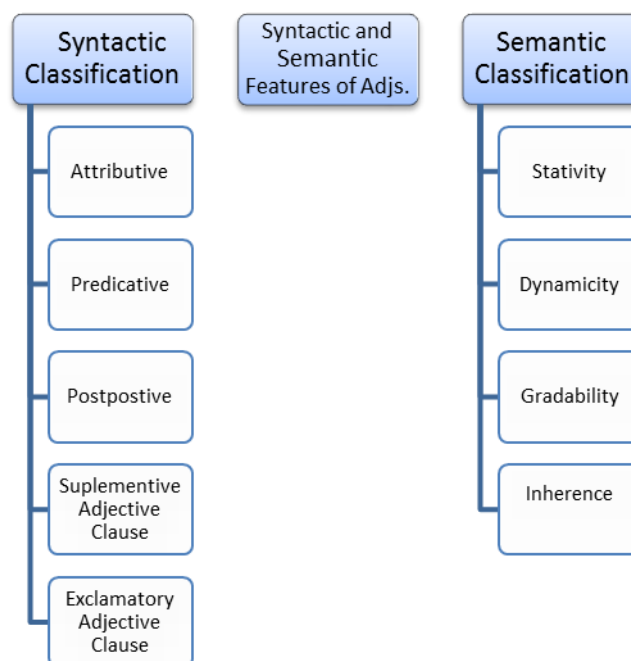 Syntactic
Classification
Attributive
Predicative
Postpostive
Suplementive
Adjective
Clause
Exclamatory
Adjective
Clause
Syntactic and
Semantic
Features of Adjs.
Semantic
Classification
Stativity
Dynamicity
Gradability
Inherence